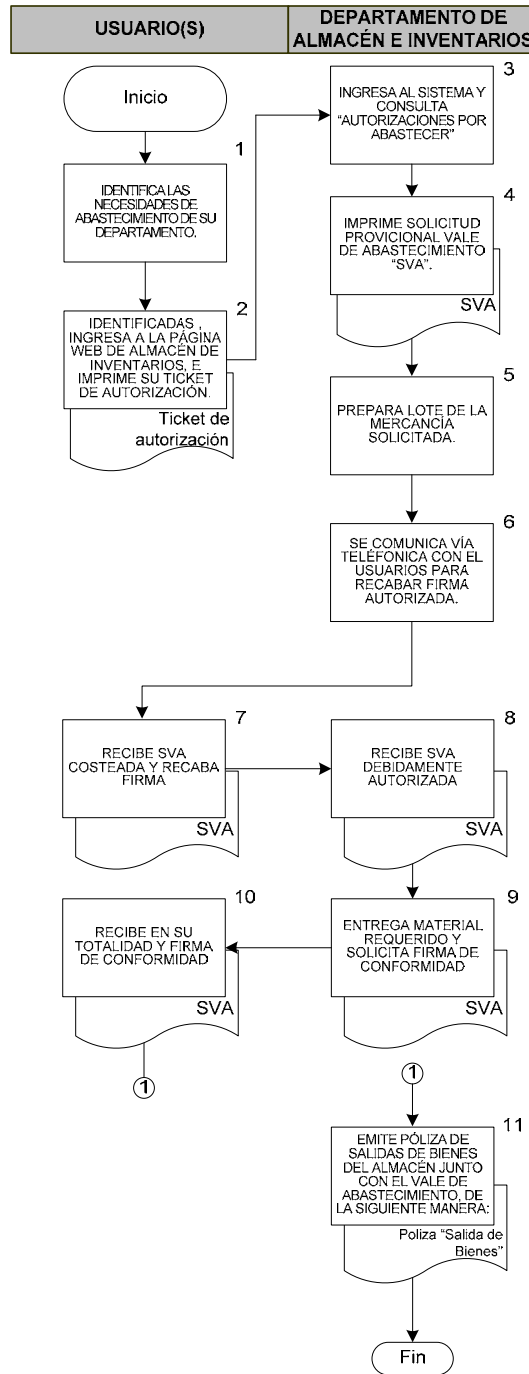 USUARIO(S)
DEPARTAMENTO DE
ALMACÉN E INVENTARIOS
Inicio
1
IDENTIFICA LAS
NECESIDADES DE
ABASTECIMIENTO DE SU
DEPARTAMENTO.
2
IDENTIFICADAS ,
INGRESA A LA PÁGINA
WEB DE ALMACÉN DE
INVENTARIOS, E
IMPRIME SU TICKET
DE AUTORIZACIÓN.
Ticket de
autorización
3
INGRESA AL SISTEMA Y
CONSULTA
“AUTORIZACIONES POR
ABASTECER”
4
IMPRIME SOLICITUD
PROVICIONAL VALE
DE ABASTECIMIENTO
“SVA”.
SVA
5
PREPARA LOTE DE LA
MERCANCÍA
SOLICITADA.
6
SE COMUNICA VÍA
TELÉFONICA CON EL
USUARIOS PARA
RECABAR FIRMA
AUTORIZADA.
7
RECIBE SVA
COSTEADA Y RECABA
FIRMA
SVA
8
RECIBE SVA
DEBIDAMENTE
AUTORIZADA
SVA
9
ENTREGA MATERIAL
REQUERIDO Y
SOLICITA FIRMA DE
CONFORMIDAD
SVA
10
RECIBE EN SU
TOTALIDAD Y FIRMA
DE CONFORMIDAD
SVA
1
1
11
EMITE PÓLIZA DE
SALIDAS DE BIENES
DEL ALMACÉN JUNTO
CON EL VALE DE
ABASTECIMIENTO, DE
LA SIGUIENTE MANERA:
Poliza “Salida de
Bienes”
Fin